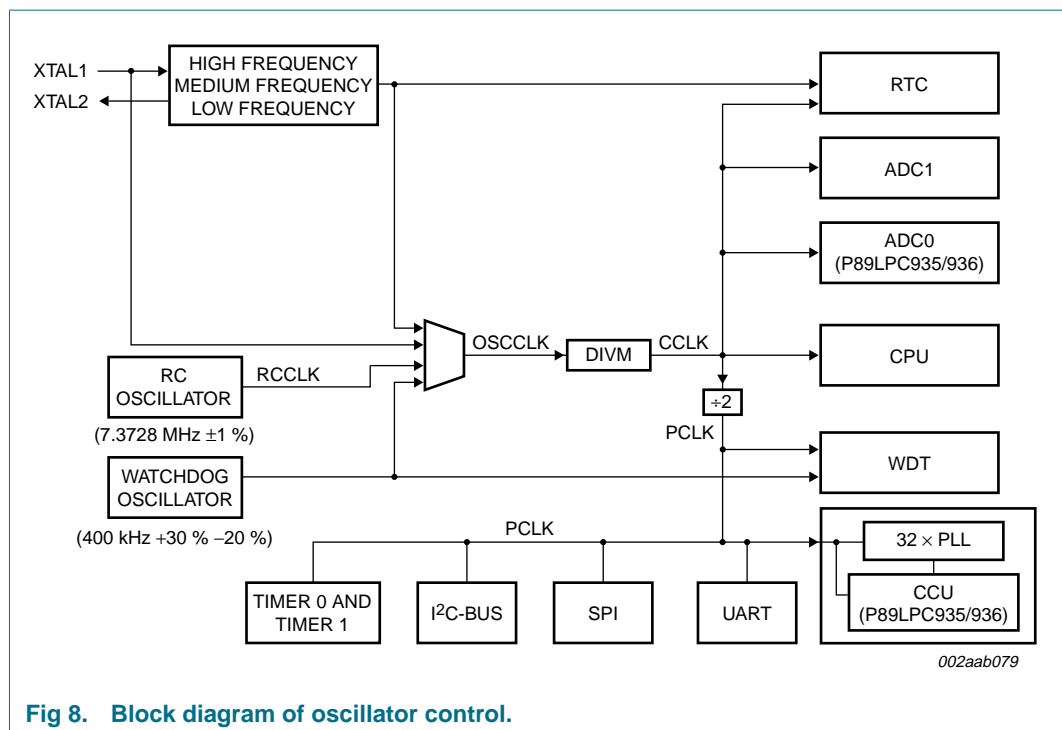 XTAL1
XTAL2
HIGH FREQUENCY
MEDIUM FREQUENCY
LOW FREQUENCY
RTC
ADC1
ADC0
(P89LPC935/936)
OSCCLK
DIVM
CCLK
CPU
RC
OSCILLATOR
RCCLK
(7.3728 MHz ±1 %)
÷2
PCLK
WATCHDOG
OSCILLATOR
(400 kHz +30 % −20 %)
WDT
PCLK
32 × PLL
CCU
(P89LPC935/936)
TIMER 0 AND
TIMER 1
I²C-BUS
SPI
UART
002aab079
Fig 8. Block diagram of oscillator control.